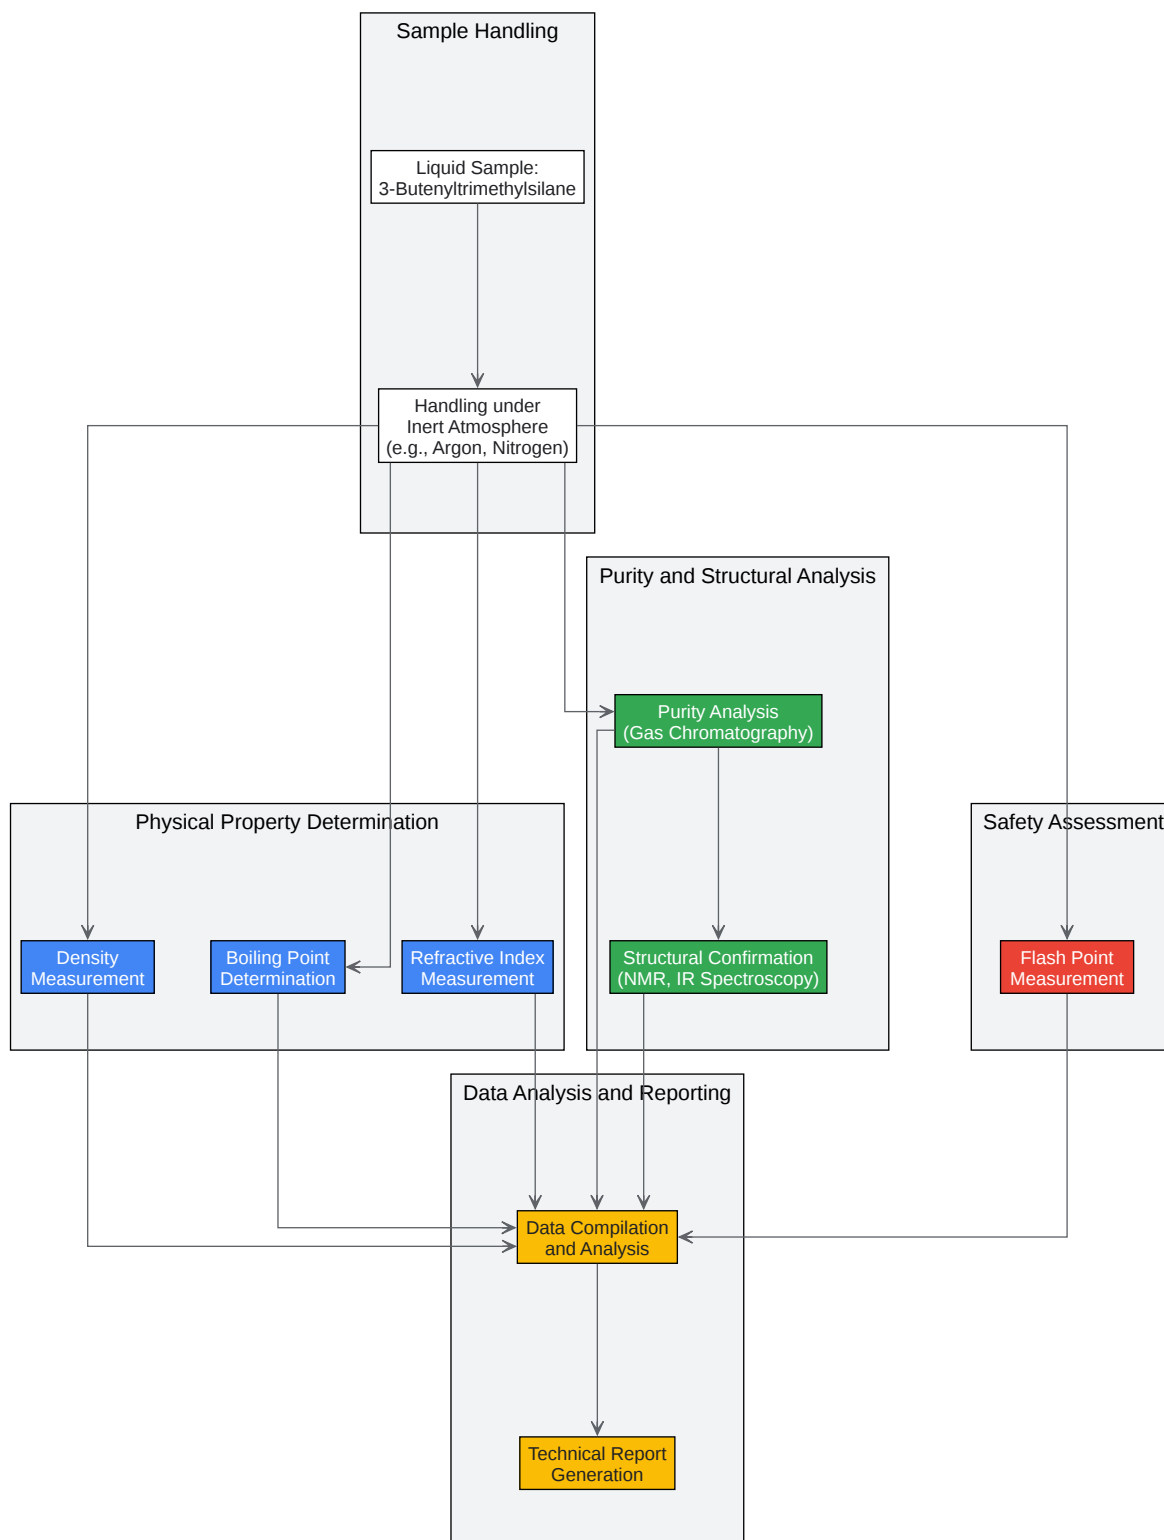 Sample Handling
Liquid Sample:
3-Butenyltrimethylsilane
Handling under
Inert Atmosphere
(e.g., Argon, Nitrogen)
Purity and Structural Analysis
Purity Analysis
(Gas Chromatography)
Physical Property Determination
Safety Assessment
Density
Measurement
Boiling Point
Determination
Refractive Index
Measurement
Structural Confirmation
(NMR, IR Spectroscopy)
Flash Point
Measurement
Data Analysis and Reporting
Data Compilation
and Analysis
Technical Report
Generation